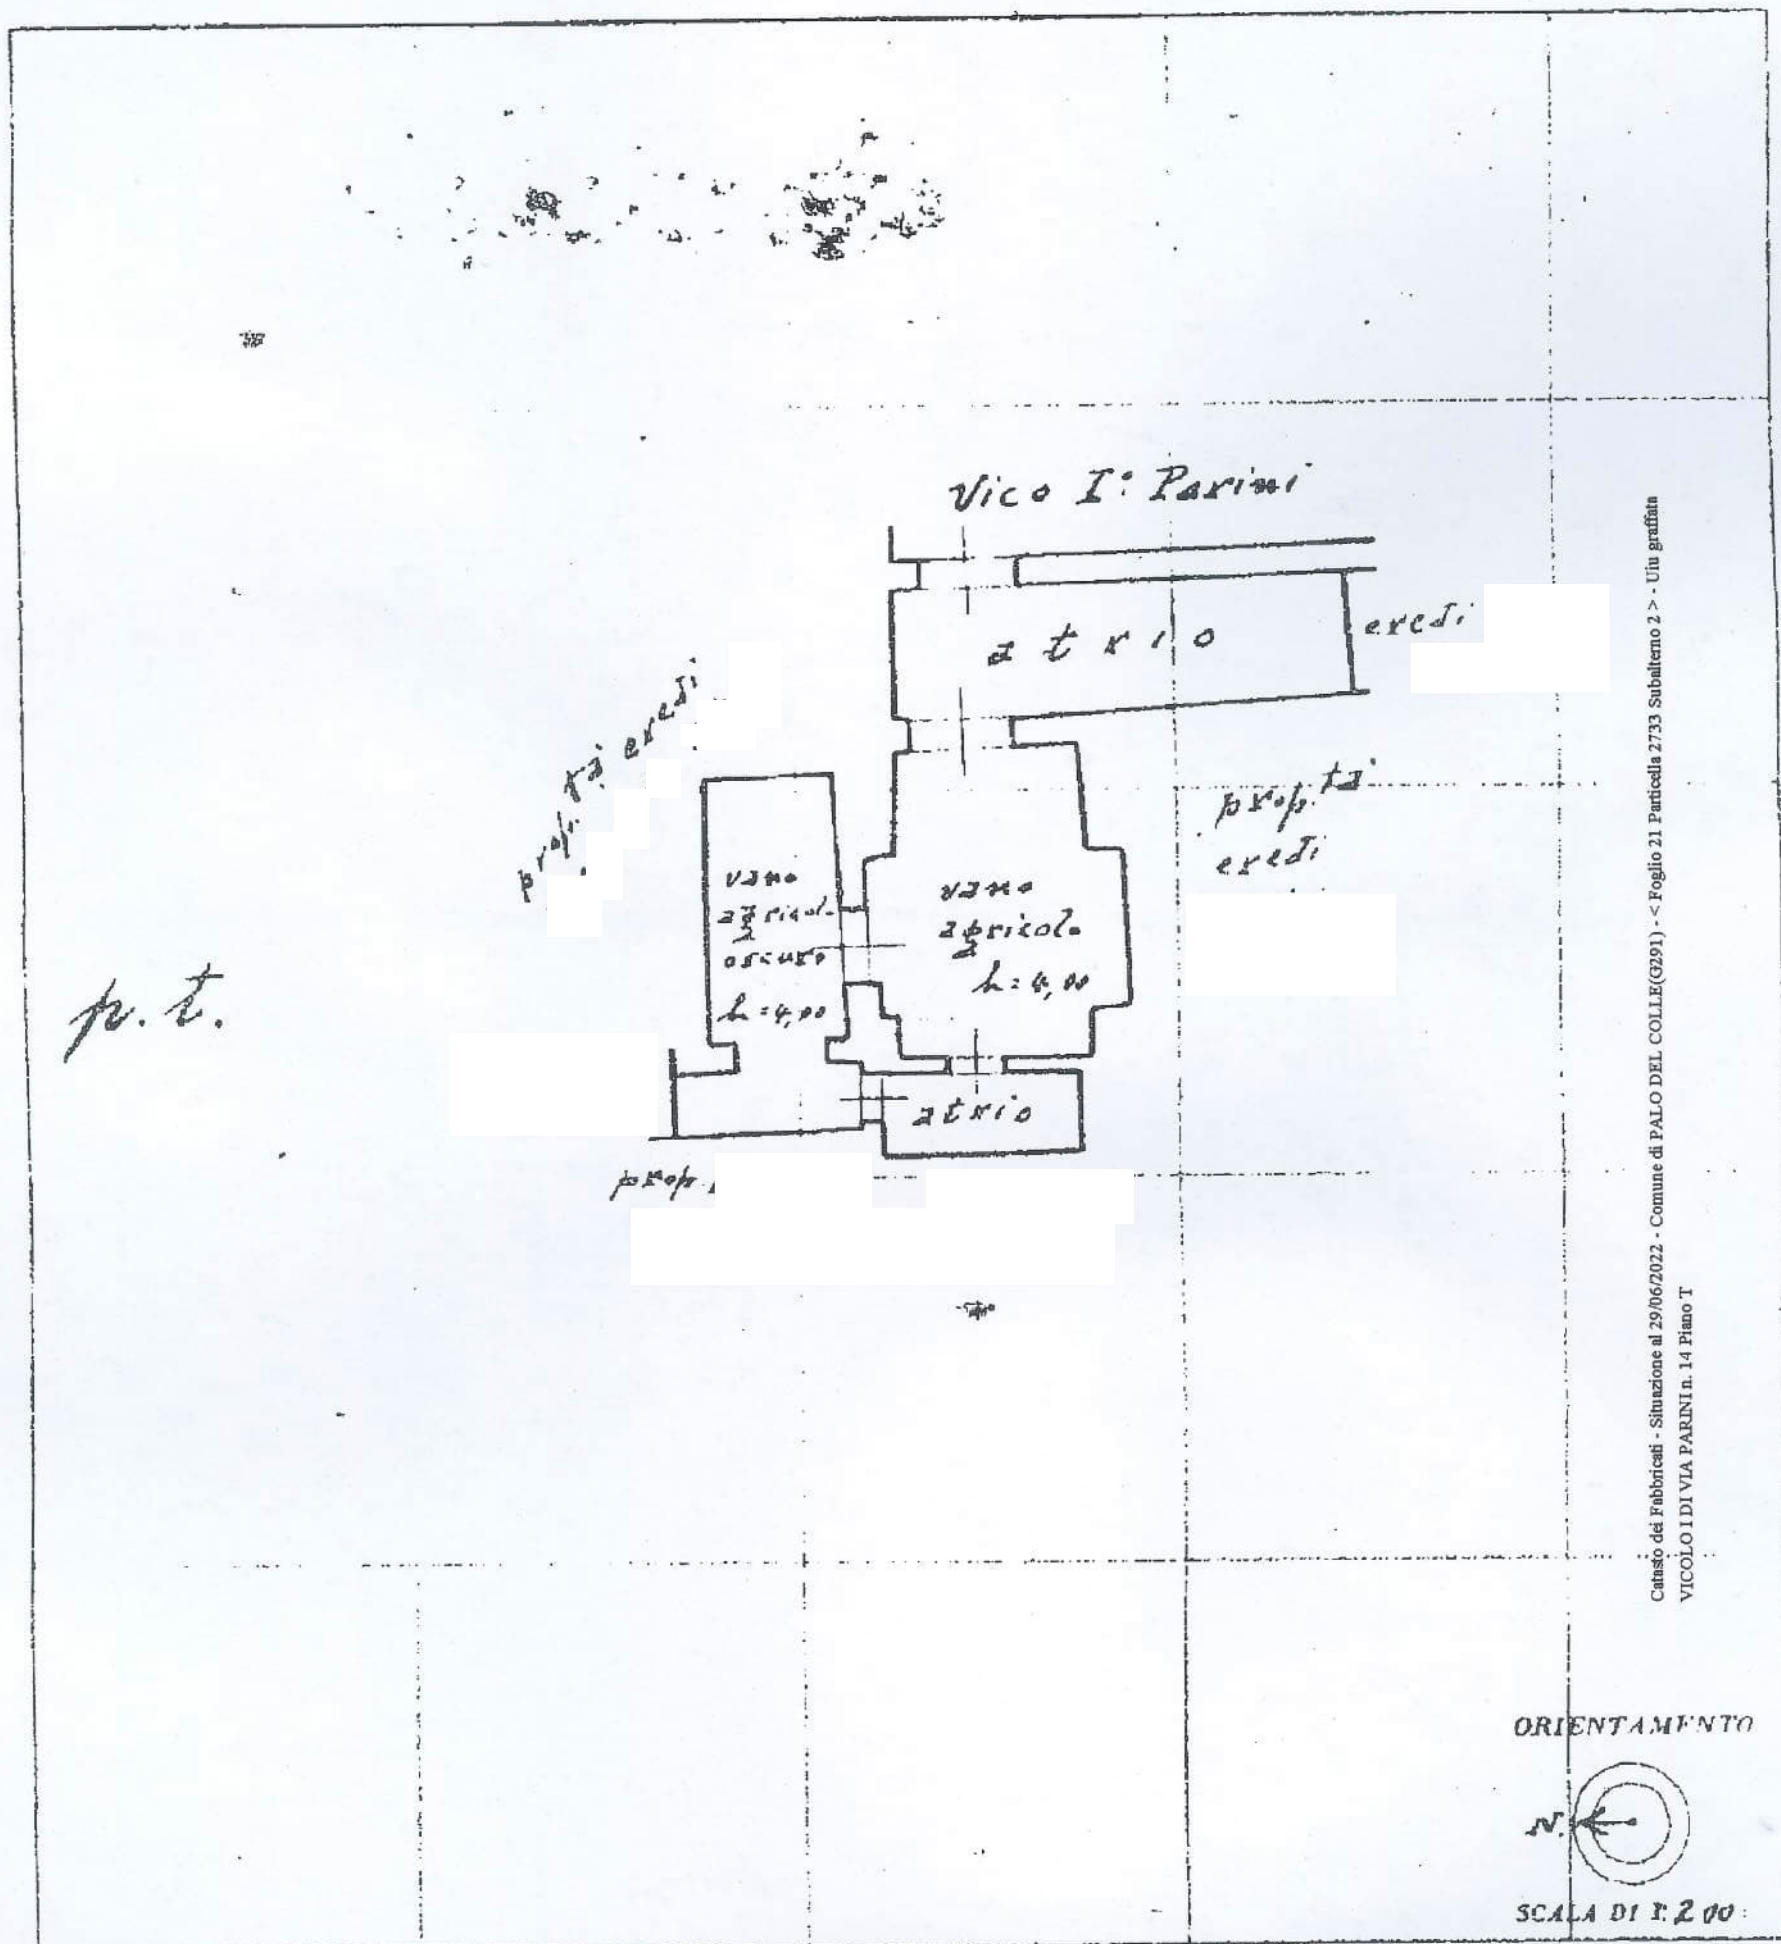 Vico I° Parini
atrio
eredi
prop.tà eredi
prop.tà
eredi
vano
agricolo
oscuro
h=4,00
vano
agricolo
h=4,00
p.t.
atrio
prop.
Catasto dei Fabbricati - Situazione al 29/06/2022 - Comune di PALO DEL COLLE(G291) - < Foglio 21 Particella 2733 Subalterno 2 > - Uiu graffata
VICOLO I DI VIA PARINI n. 14 Piano T
ORIENTAMENTO
N.
SCALA DI 1:200